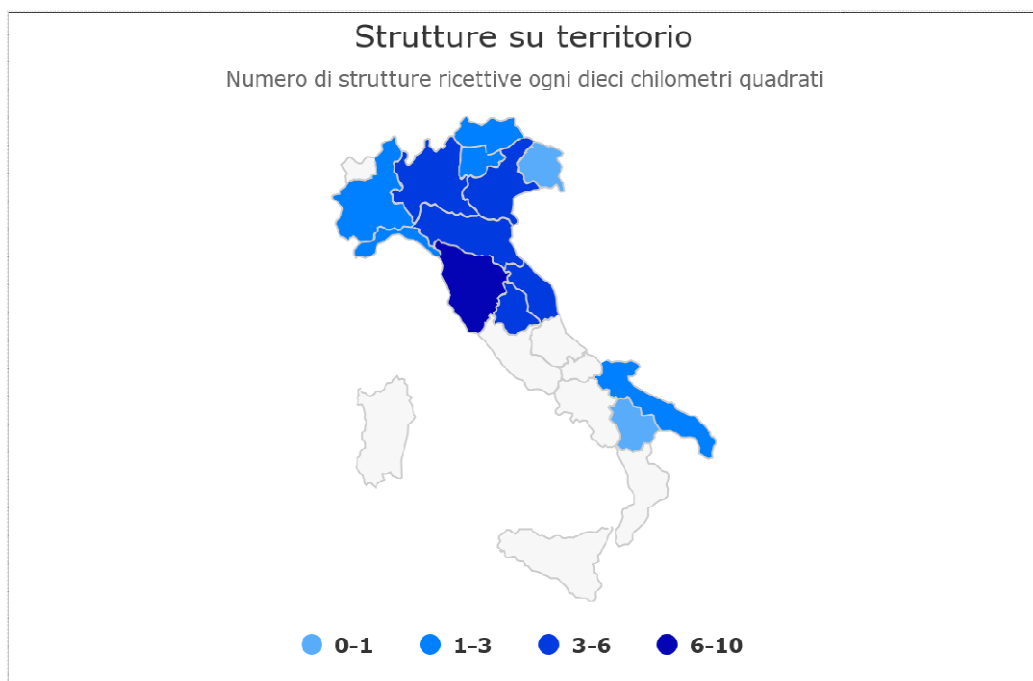 Strutture su territorio
Numero di strutture ricettive ogni dieci chilometri quadrati
0-1 1-3 3-6 6-10